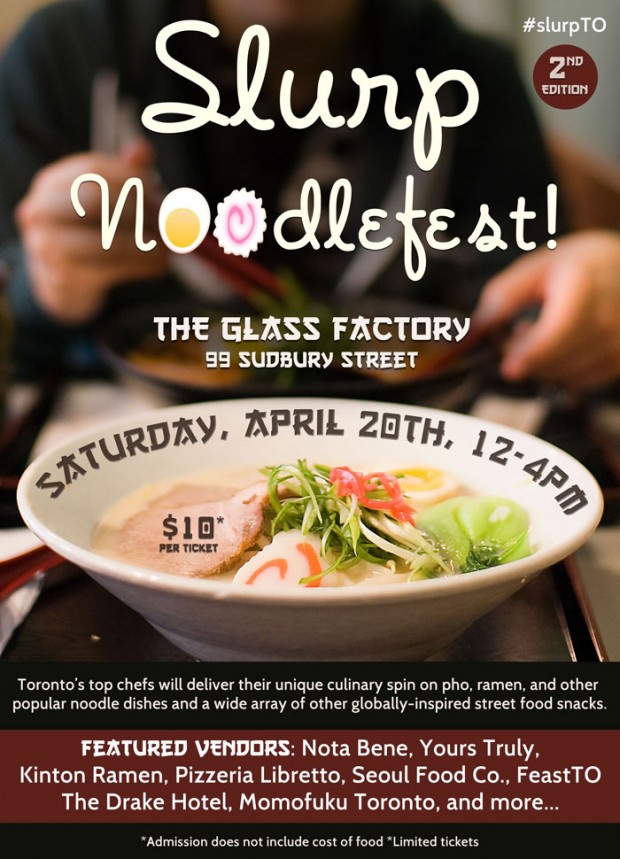 #slurpTO
Slurp
2ND
EDITION
Noodlefest!
THE GLASS FACTORY
99 SUDBURY STREET
SATURDAY, APRIL 20TH, 12-4PM
$10*
PER TICKET
Toronto's top chefs will deliver their unique culinary spin on pho, ramen, and other
popular noodle dishes and a wide array of other globally-inspired street food snacks.
FEATURED VENDORS: Nota Bene, Yours Truly,
Kinton Ramen, Pizzeria Libretto, Seoul Food Co., FeastTO
The Drake Hotel, Momofuku Toronto, and more...
*Admission does not include cost of food *Limited tickets